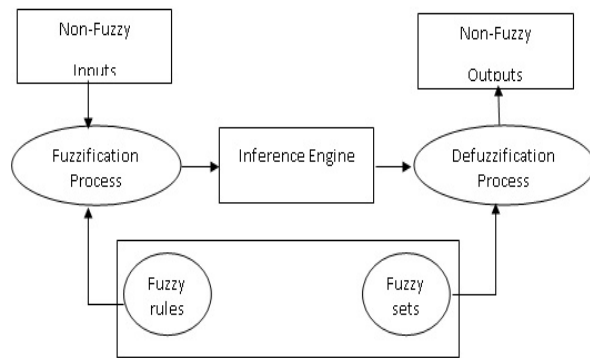 Non-Fuzzy
Inputs
Non-Fuzzy
Outputs
Fuzzification
Process
Inference Engine
Defuzzification
Process
Fuzzy
rules
Fuzzy
sets